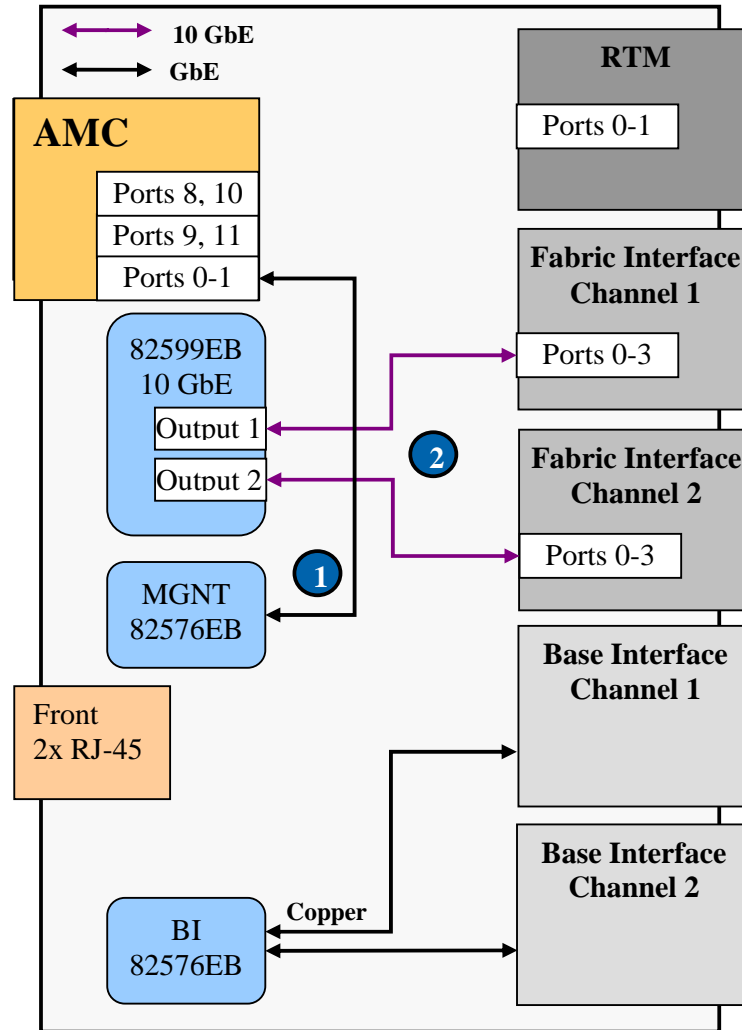 10 GbE
GbE
RTM
Ports 0-1
AMC
Ports 8, 10
Ports 9, 11
Ports 0-1
Fabric Interface
Channel 1
Ports 0-3
82599EB
10 GbE
Output 1
Output 2
2
Fabric Interface
Channel 2
Ports 0-3
1
MGNT
82576EB
Base Interface
Channel 1
Front
2x RJ-45
Base Interface
Channel 2
Copper
BI
82576EB